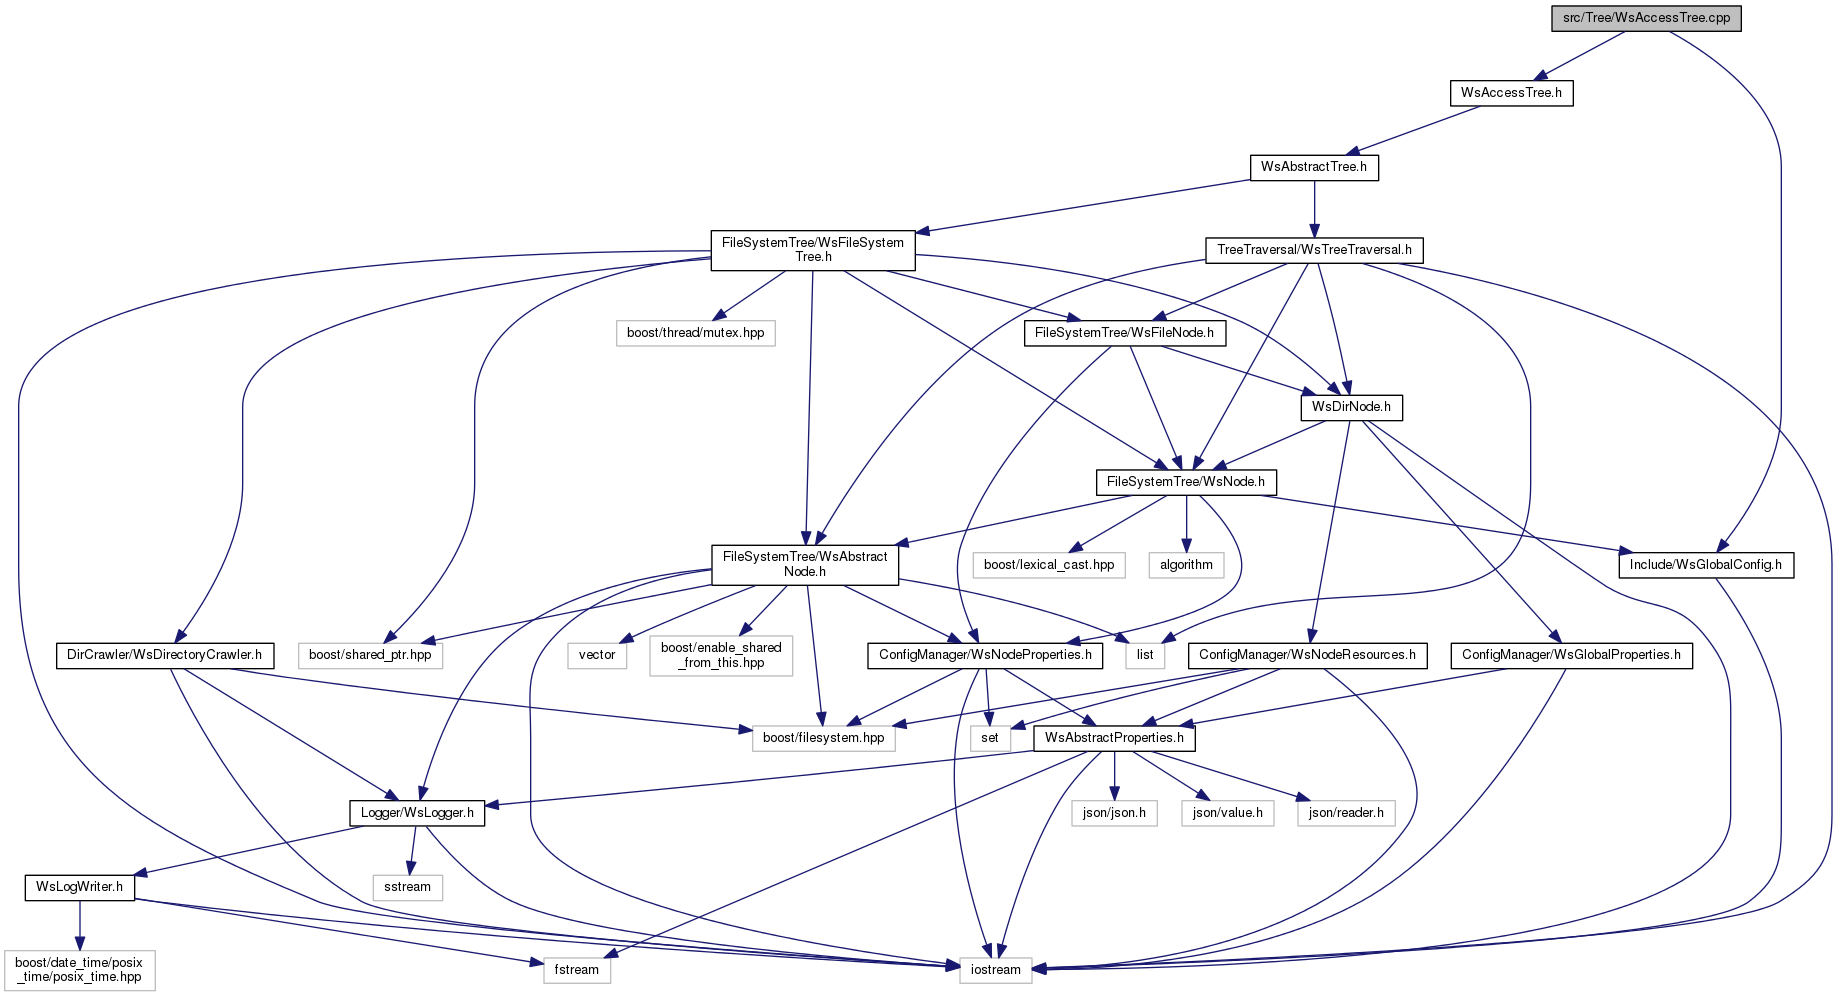 src/Tree/WsAccessTree.cpp
WsAccessTree.h
WsAbstractTree.h
FileSystemTree/WsFileSystem
Tree.h
TreeTraversal/WsTreeTraversal.h
boost/thread/mutex.hpp
FileSystemTree/WsFileNode.h
WsDirNode.h
FileSystemTree/WsNode.h
FileSystemTree/WsAbstract
Node.h
boost/lexical_cast.hpp
algorithm
Include/WsGlobalConfig.h
DirCrawler/WsDirectoryCrawler.h
boost/shared_ptr.hpp
vector
boost/enable_shared
_from_this.hpp
ConfigManager/WsNodeProperties.h
list
ConfigManager/WsNodeResources.h
ConfigManager/WsGlobalProperties.h
boost/filesystem.hpp
set
WsAbstractProperties.h
Logger/WsLogger.h
json/json.h
json/value.h
json/reader.h
WsLogWriter.h
sstream
boost/date_time/posix
_time/posix_time.hpp
fstream
iostream